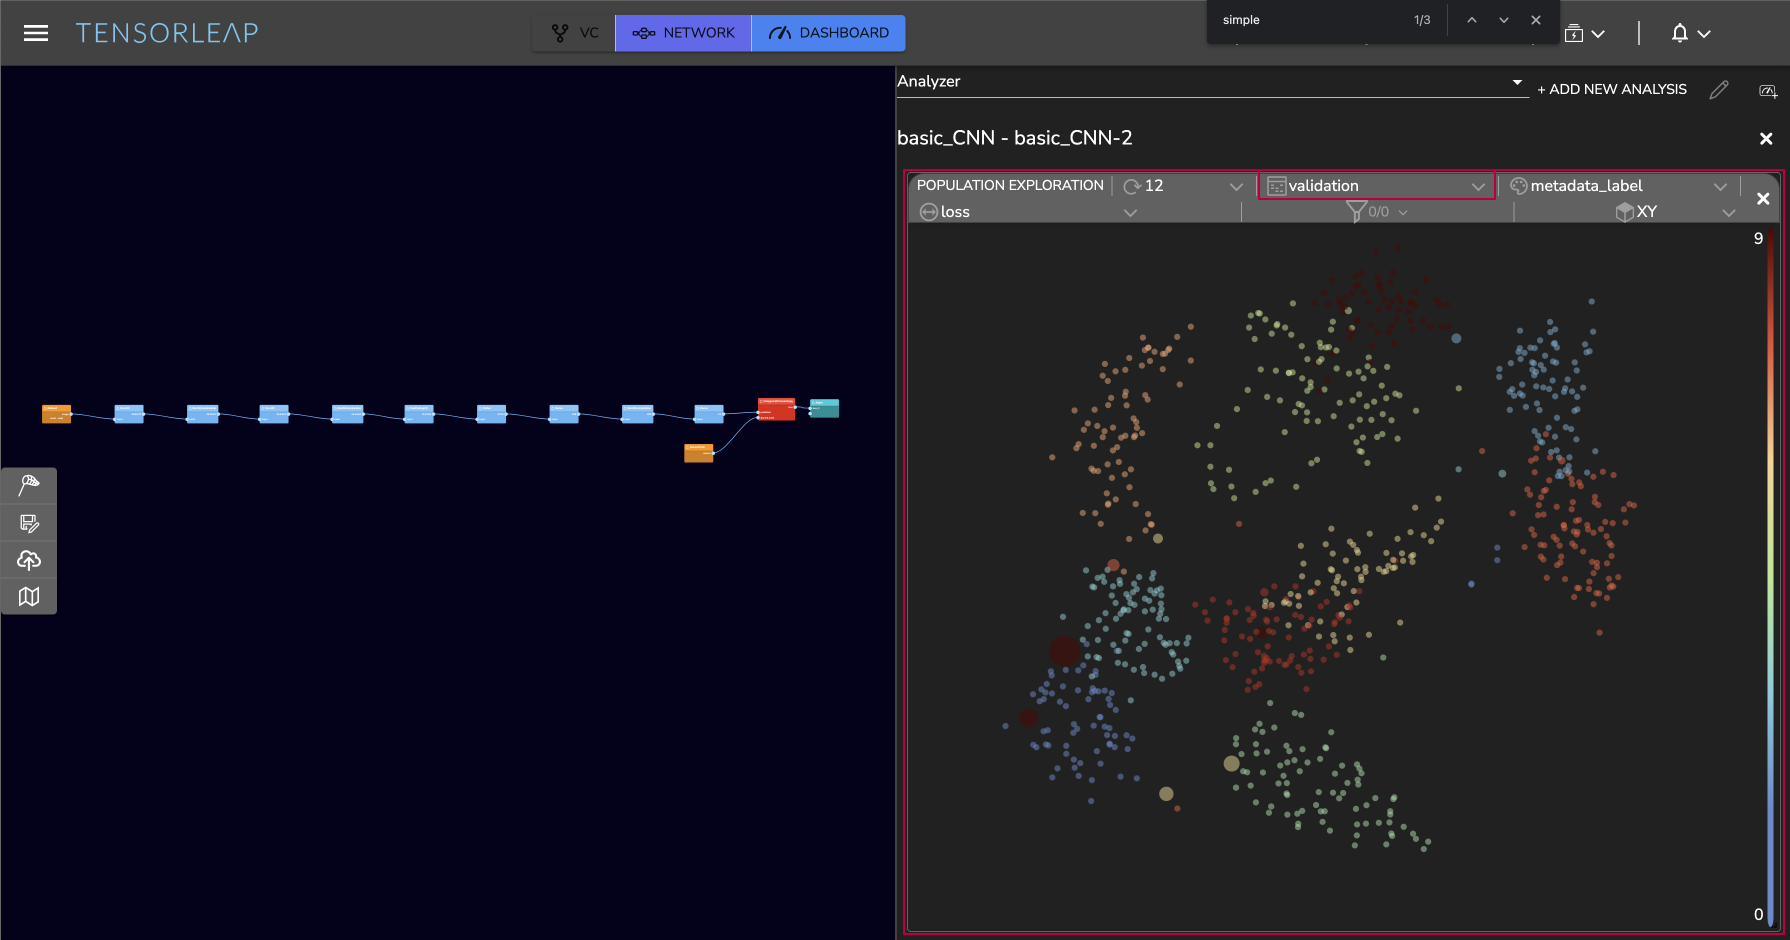 TENSORLEAP
VC
NETWORK
DASHBOARD
simple
1/3
Analyzer
+ ADD NEW ANALYSIS
basic_CNN - basic_CNN-2
POPULATION EXPLORATION
12
validation
metadata_label
loss
0/0
XY
9
0